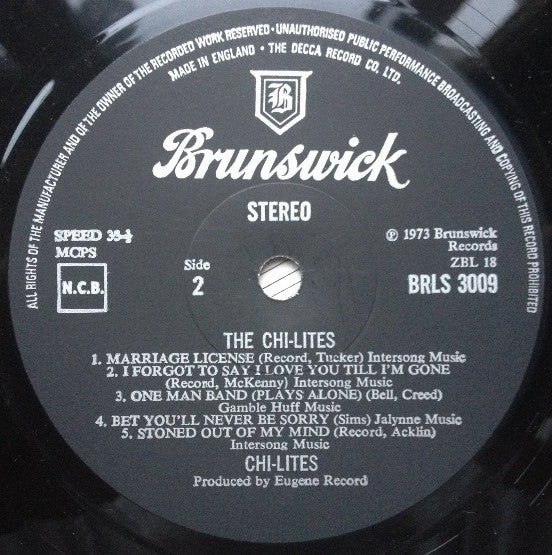 ALL RIGHTS OF THE MANUFACTURER AND OF THE OWNER OF THE RECORDED WORK RESERVED · UNAUTHORISED PUBLIC PERFORMANCE BROADCASTING AND COPYING OF THIS RECORD PROHIBITED
MADE IN ENGLAND · THE DECCA RECORD CO. LTD.
B
Brunswick
STEREO
SPEED 33⅓
MCPS
N.C.B.
Side
2
℗ 1973 Brunswick
Records
ZBL 18
BRLS 3009
THE CHI-LITES
1. MARRIAGE LICENSE (Record, Tucker) Intersong Music
2. I FORGOT TO SAY I LOVE YOU TILL I'M GONE
(Record, McKenny) Intersong Music
3. ONE MAN BAND (PLAYS ALONE) (Bell, Creed)
Gamble Huff Music
4. BET YOU'LL NEVER BE SORRY (Sims) Jalynne Music
5. STONED OUT OF MY MIND (Record, Acklin)
Intersong Music
CHI-LITES
Produced by Eugene Record